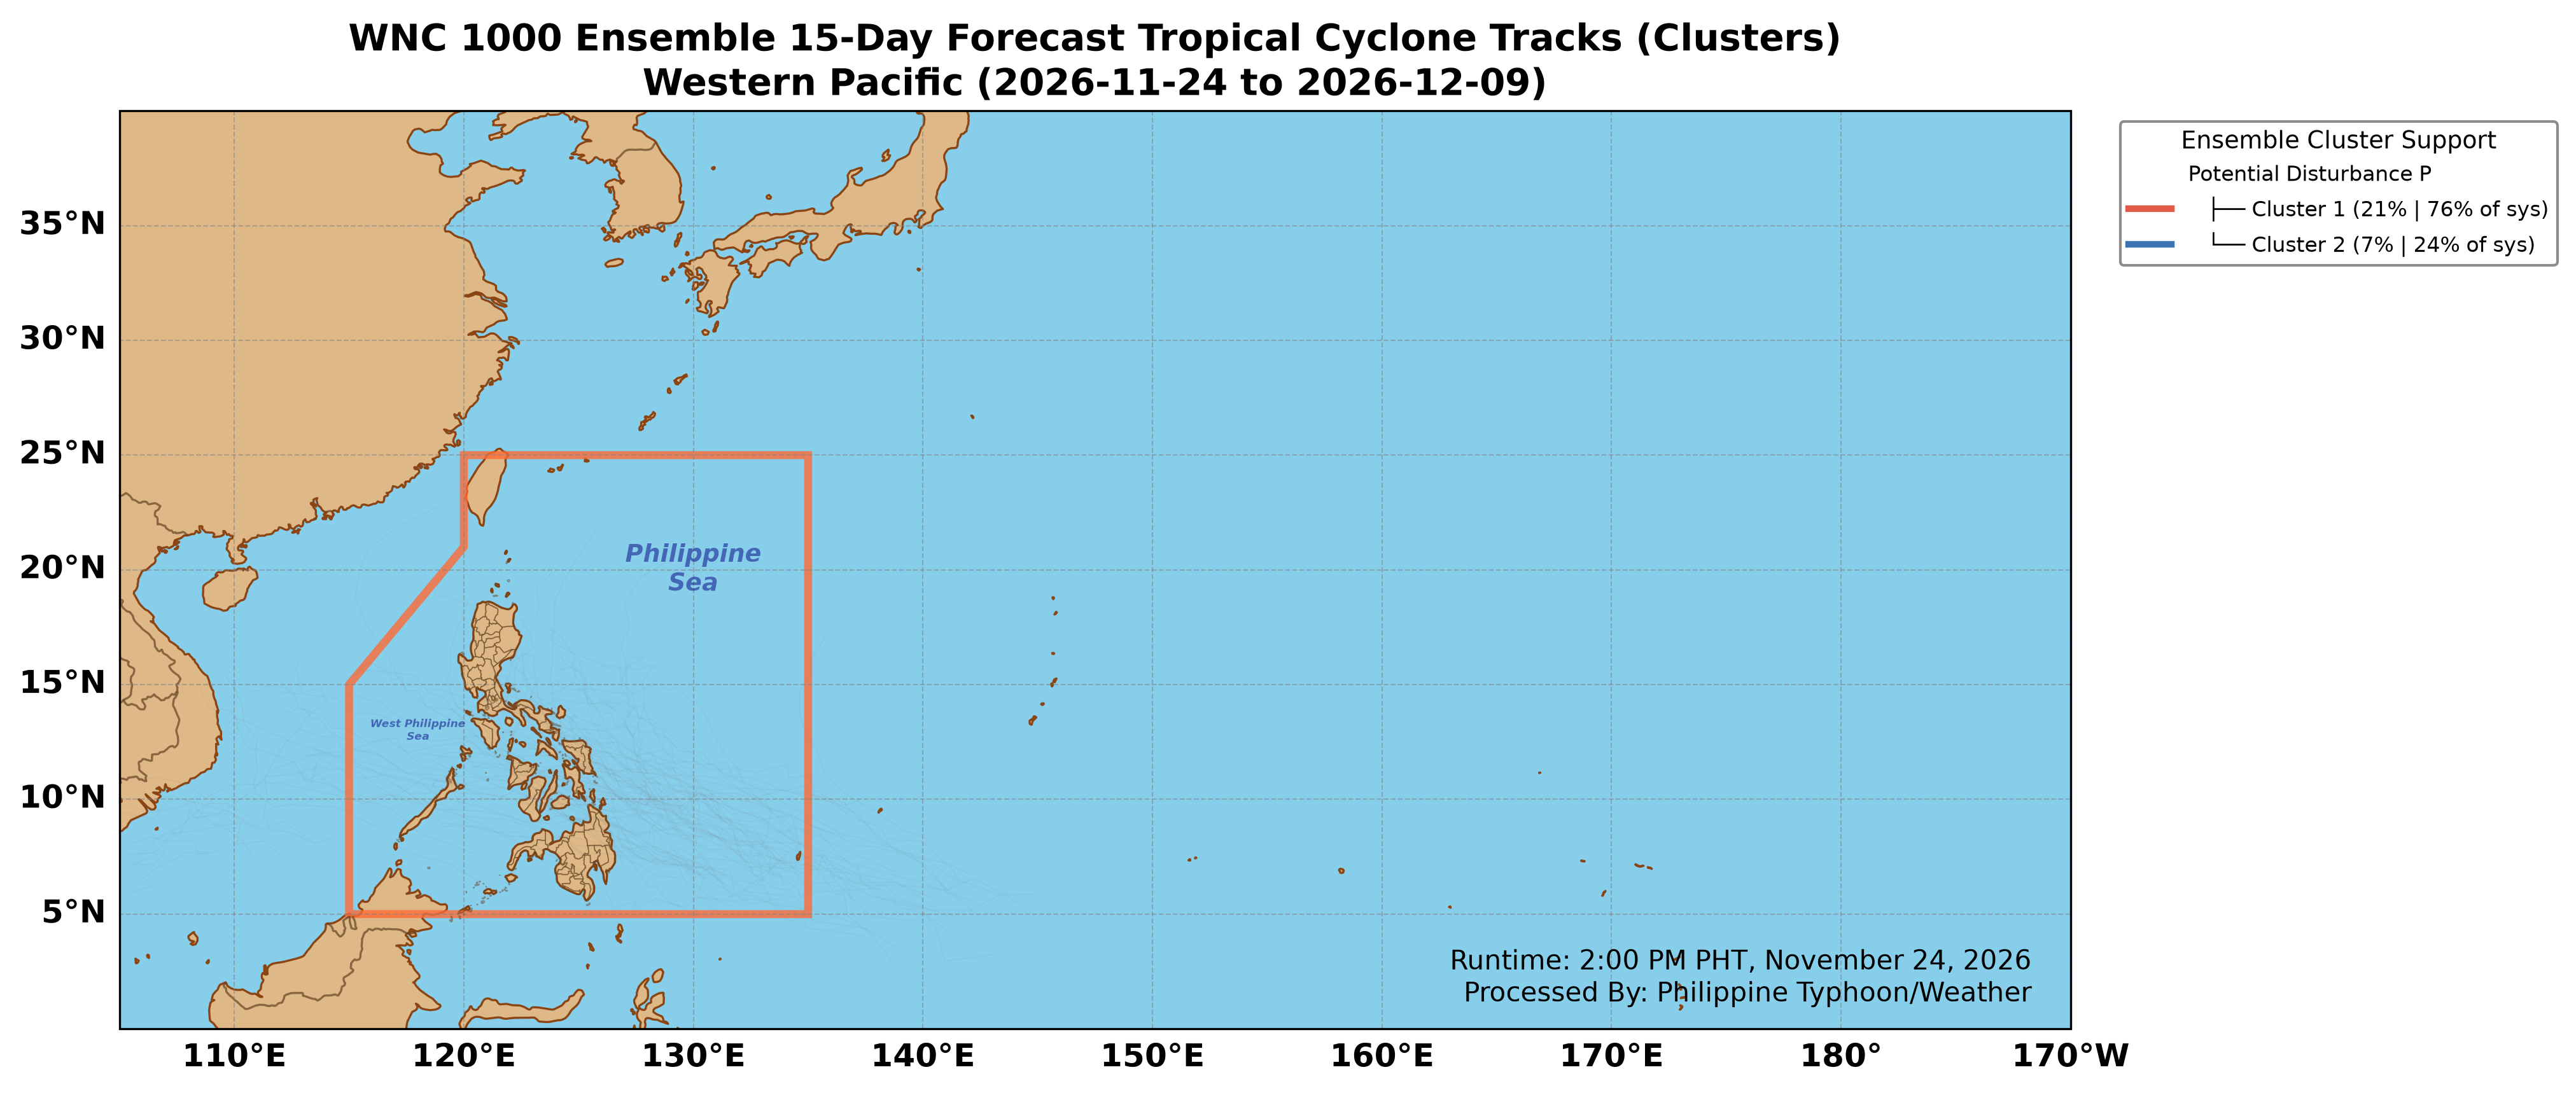 WNC 1000 Ensemble 15-Day Forecast Tropical Cyclone Tracks (Clusters)
Western Pacific (2026-11-24 to 2026-12-09)
Ensemble Cluster Support
Potential Disturbance P
├── Cluster 1 (21% | 76% of sys)
└── Cluster 2 (7% | 24% of sys)
35°N
30°N
25°N
20°N
15°N
10°N
5°N
Philippine
Sea
West Philippine
Sea
Runtime: 2:00 PM PHT, November 24, 2026
Processed By: Philippine Typhoon/Weather
110°E
120°E
130°E
140°E
150°E
160°E
170°E
180°
170°W